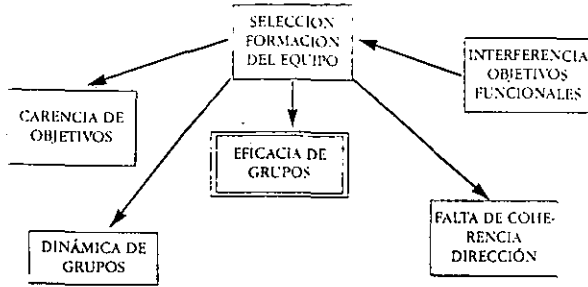 SELECCION
FORMACION
DEL EQUIPO
INTERFERENCIA
OBJETIVOS
FUNCIONALES
CARENCIA DE
OBJETIVOS
EFICACIA DE
GRUPOS
DINÁMICA DE
GRUPOS
FALTA DE COHE-
RENCIA
DIRECCIÓN